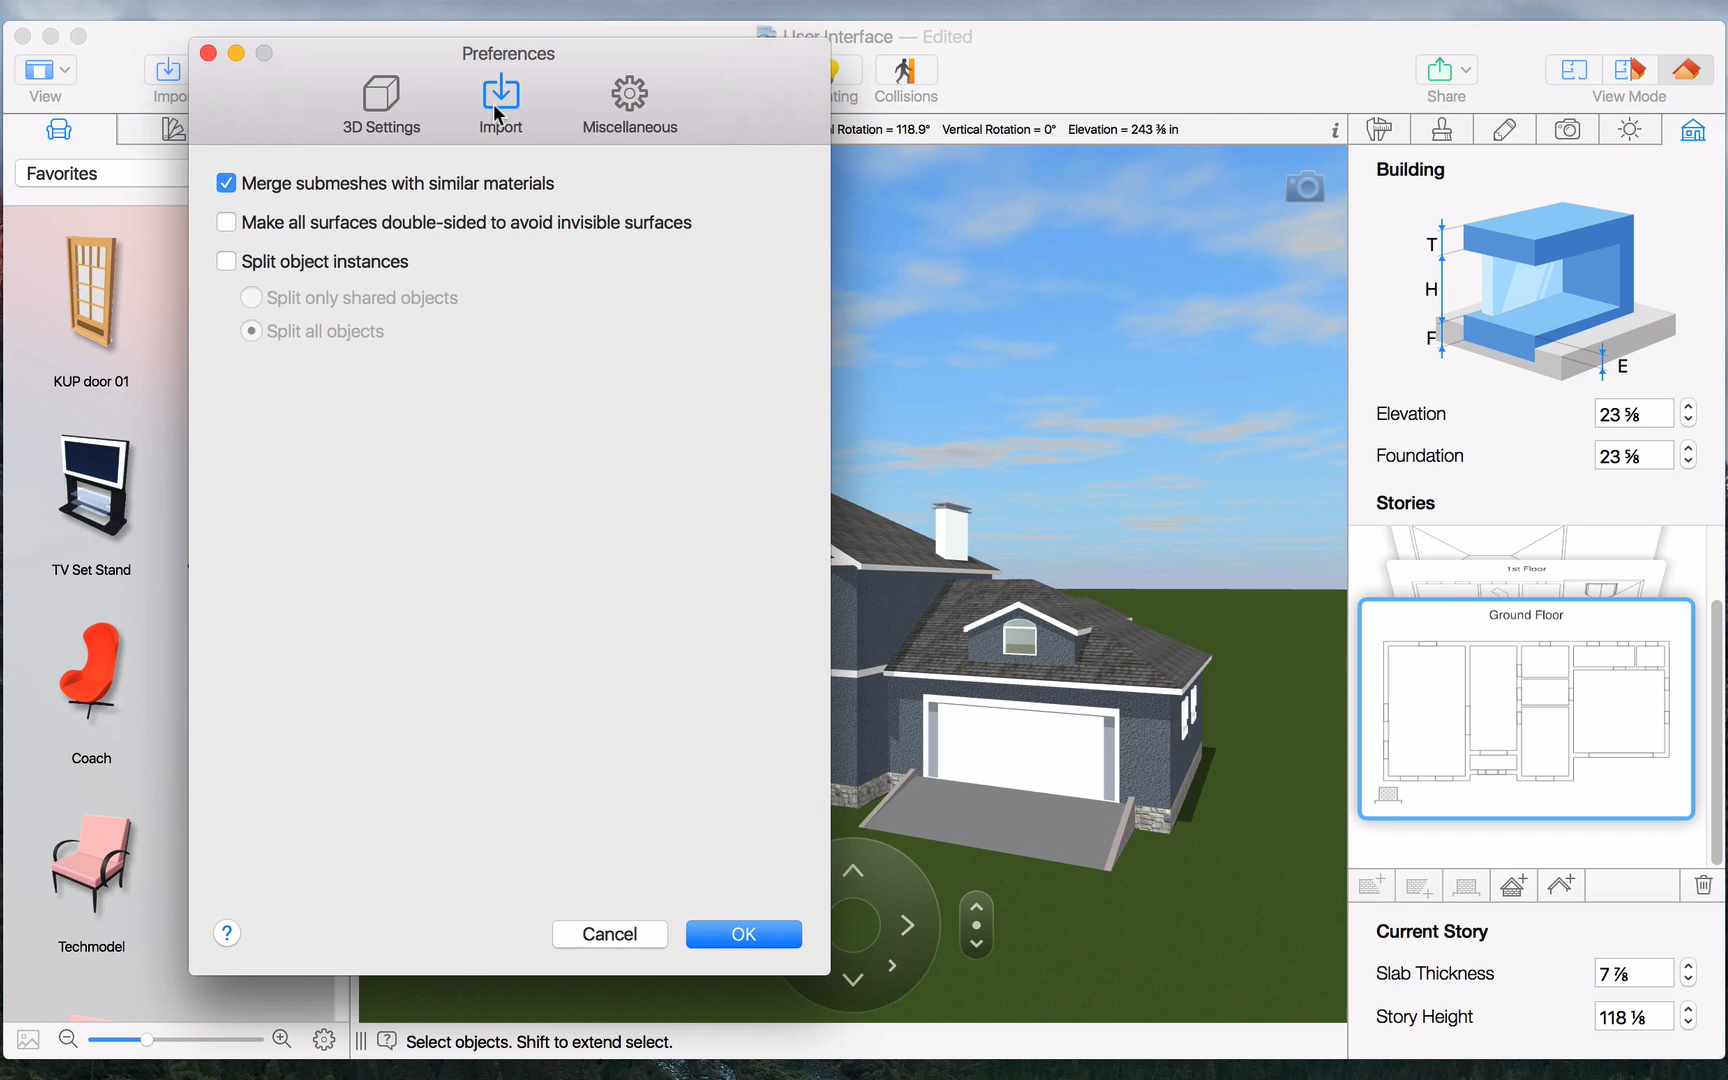 User Interface — Edited
Preferences
View
Impo
3D Settings
Import
Miscellaneous
ting
Collisions
Share
View Mode
l Rotation = 118.9° Vertical Rotation = 0° Elevation = 243 ⅜ in
i
Favorites
KUP door 01
TV Set Stand
Coach
Techmodel
Merge submeshes with similar materials
Make all surfaces double-sided to avoid invisible surfaces
Split object instances
Split only shared objects
Split all objects
?
Cancel
OK
Building
T
H
F
E
Elevation
23 ⅝
Foundation
23 ⅝
Stories
1st Floor
Ground Floor
Current Story
Slab Thickness
7 ⅞
Story Height
118 ⅛
? Select objects. Shift to extend select.